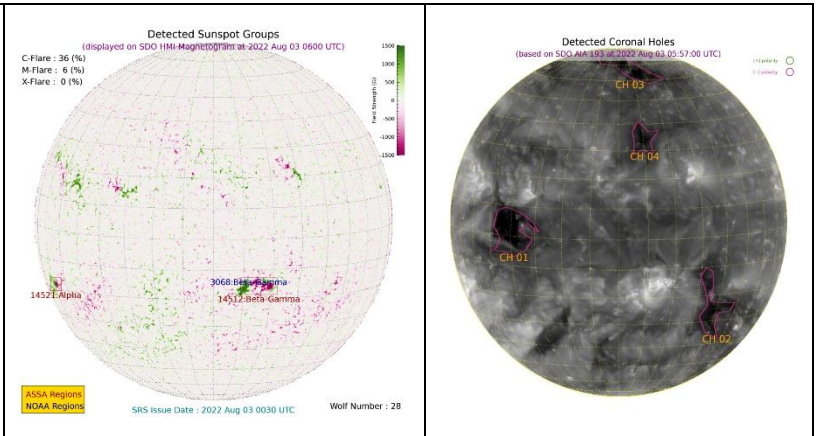 Detected Sunspot Groups
(displayed on SDO HMI Magnetogram at 2022 Aug 03 0600 UTC)
C-Flare : 36 (%)
M-Flare : 6 (%)
X-Flare : 0 (%)
1500
1000
500
0
-500
-1000
-1500
Field Strength (G)
3068:Beta-Gamma
14521:Alpha
14512:Beta-Gamma
ASSA Regions
NOAA Regions
SRS Issue Date : 2022 Aug 03 0030 UTC
Wolf Number : 28
Detected Coronal Holes
(based on SDO AIA 193 at 2022 Aug 03 05:57:00 UTC)
[+] polarity
[-] polarity
CH 03
CH 04
CH 01
CH 02